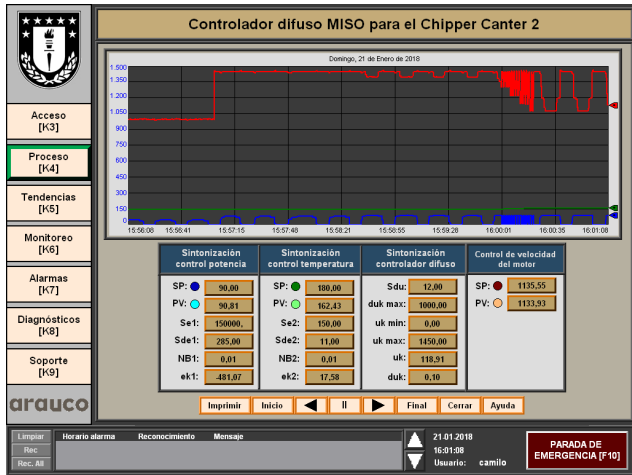 Controlador difuso MISO para el Chipper Canter 2
Domingo, 21 de Enero de 2018
1.500
1.350
1.200
1.050
900
750
600
450
300
150
0
15:56:08 15:56:41 15:57:15 15:57:48 15:58:21 15:58:55 15:59:28 16:00:01 16:00:35 16:01:08
Acceso
[K3]
Proceso
[K4]
Tendencias
[K5]
Monitoreo
[K6]
Alarmas
[K7]
Diagnósticos
[K8]
Soporte
[K9]
arauco
Sintonización
control potencia
SP: 90,00
PV: 90,81
Se1: 150000,
Sde1: 285,00
NB1: 0,01
ek1: -481,07
Sintonización
control temperatura
SP: 180,00
PV: 162,43
Se2: 150,00
Sde2: 11,00
NB2: 0,01
ek2: 17,58
Sintonización
controlador difuso
Sdu: 12,00
duk max: 1000,00
uk min: 0,00
uk max: 1450,00
uk: 118,91
duk: 0,10
Control de velocidad
del motor
SP: 1135,55
PV: 1133,93
Imprimir Inicio II Final Cerrar Ayuda
Limpiar
Rec
Rec. All
Horario alarma Reconocimiento Mensaje
21.01.2018
16:01:08
Usuario: camilo
PARADA DE
EMERGENCIA [F10]